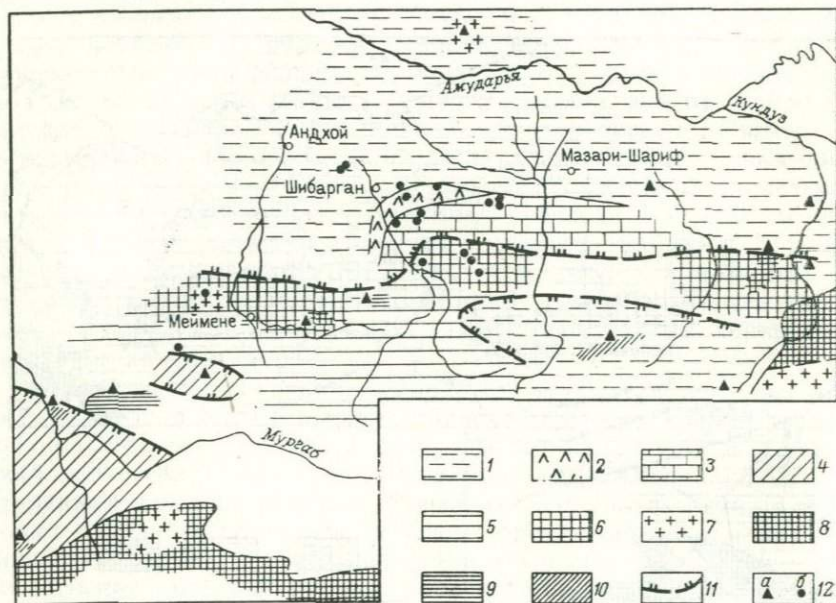 Амударья
Кундуз
Андхой
Мазари-Шариф
Шибарган
Меймене
Мургаб
1 2 3 4
5 6 7 8
9 10 11 а б 12